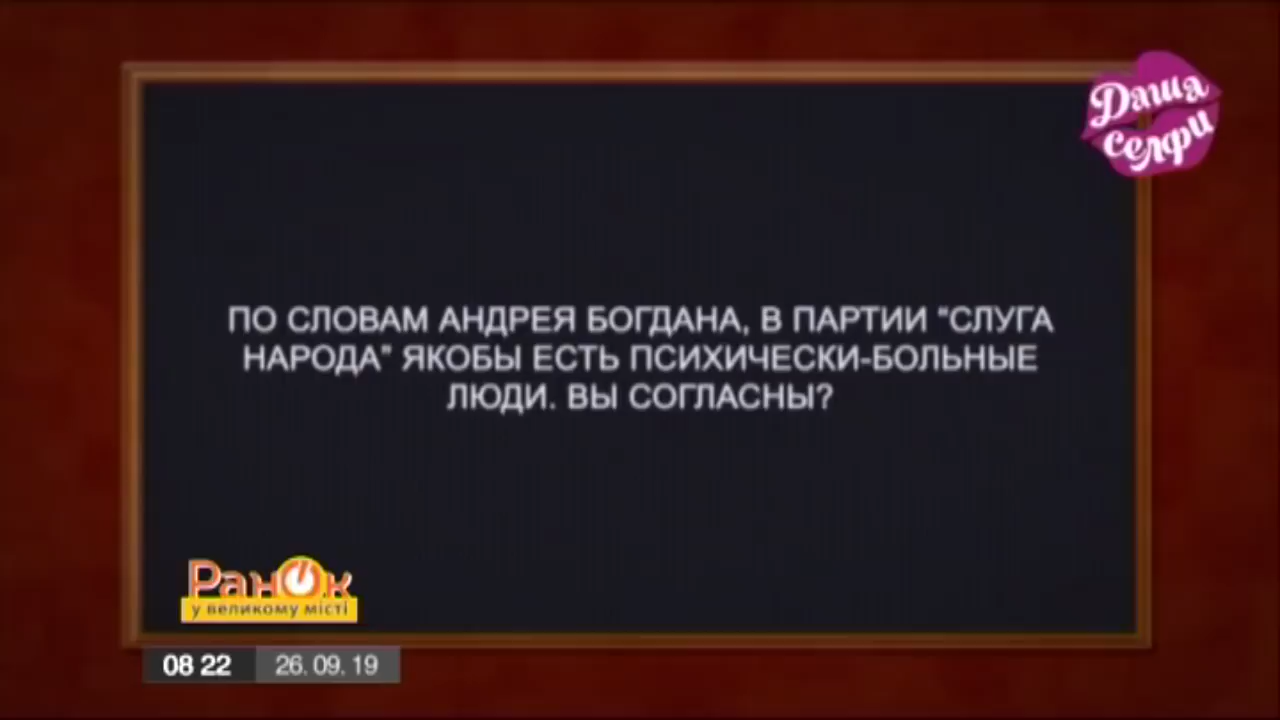 Даша
селфи
ПО СЛОВАМ АНДРЕЯ БОГДАНА, В ПАРТИИ "СЛУГА
НАРОДА" ЯКОБЫ ЕСТЬ ПСИХИЧЕСКИ-БОЛЬНЫЕ
ЛЮДИ. ВЫ СОГЛАСНЫ?
Ранок
у великому місті
08 22 26. 09. 19